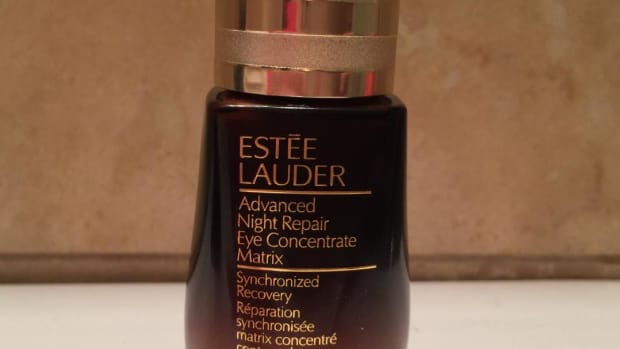 ESTĒE
LAUDER
Advanced
Night Repair
Eye Concentrate
Matrix
Synchronized
Recovery
Réparation
synchronisée
matrix concentré